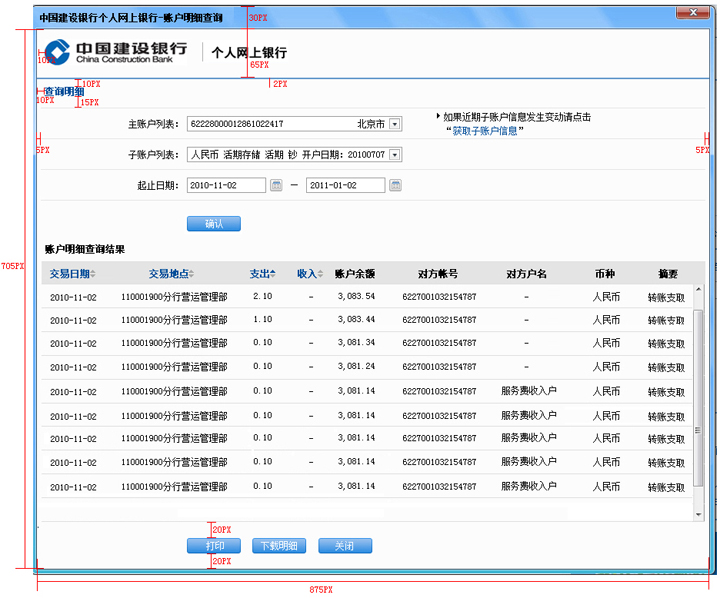 中国建设银行个人网上银行-账户明细查询
30PX
中国建设银行 个人网上银行
China Construction Bank
10PX
65PX
10PX
2PX
查询明细
10PX
15PX
主账户列表： 62228000012861022417 北京市
如果近期子账户信息发生变动请点击
“获取子账户信息”
5PX
5PX
子账户列表： 人民币 活期存储 活期 钞 开户日期: 20100707
起止日期： 2010-11-02 — 2011-01-02
确认
账户明细查询结果
705PX
交易日期 交易地点 支出 收入 账户余额 对方帐号 对方户名 币种 摘要
2010-11-02 110001900分行营运管理部 2.10 - 3,083.54 6227001032154787 - 人民币 转账支取
2010-11-02 110001900分行营运管理部 1.10 - 3,083.44 6227001032154787 - 人民币 转账支取
2010-11-02 110001900分行营运管理部 0.10 - 3,081.34 6227001032154787 - 人民币 转账支取
2010-11-02 110001900分行营运管理部 0.10 - 3,081.24 6227001032154787 - 人民币 转账支取
2010-11-02 110001900分行营运管理部 0.10 - 3,081.14 6227001032154787 服务费收入户 人民币 转账支取
2010-11-02 110001900分行营运管理部 0.10 - 3,081.14 6227001032154787 服务费收入户 人民币 转账支取
2010-11-02 110001900分行营运管理部 0.10 - 3,081.14 6227001032154787 服务费收入户 人民币 转账支取
2010-11-02 110001900分行营运管理部 0.10 - 3,081.14 6227001032154787 服务费收入户 人民币 转账支取
2010-11-02 110001900分行营运管理部 0.10 - 3,081.14 6227001032154787 服务费收入户 人民币 转账支取
20PX
打印 下载明细 关闭
20PX
875PX